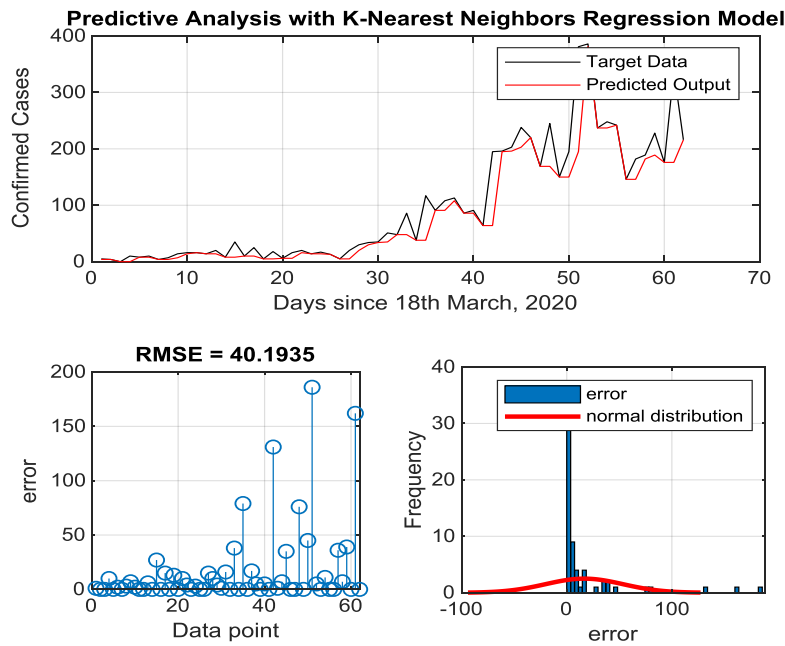 Predictive Analysis with K-Nearest Neighbors Regression Model
400
300
200
100
0
Confirmed Cases
Target Data
Predicted Output
0 10 20 30 40 50 60 70
Days since 18th March, 2020
RMSE = 40.1935
200
150
100
50
0
error
0 20 40 60
Data point
40
30
20
10
0
Frequency
error
normal distribution
-100 0 100
error